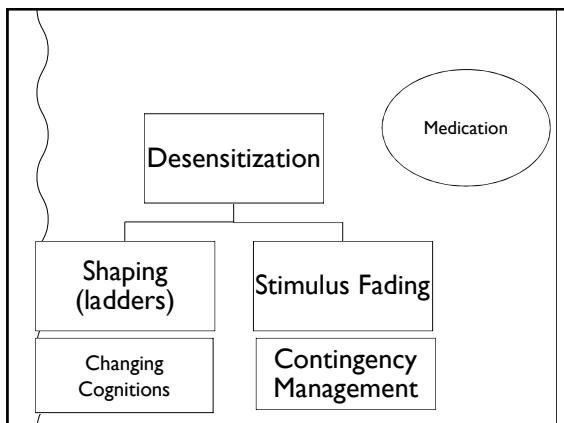 Medication
Desensitization
Shaping
(ladders)
Stimulus Fading
Changing
Cognitions
Contingency
Management